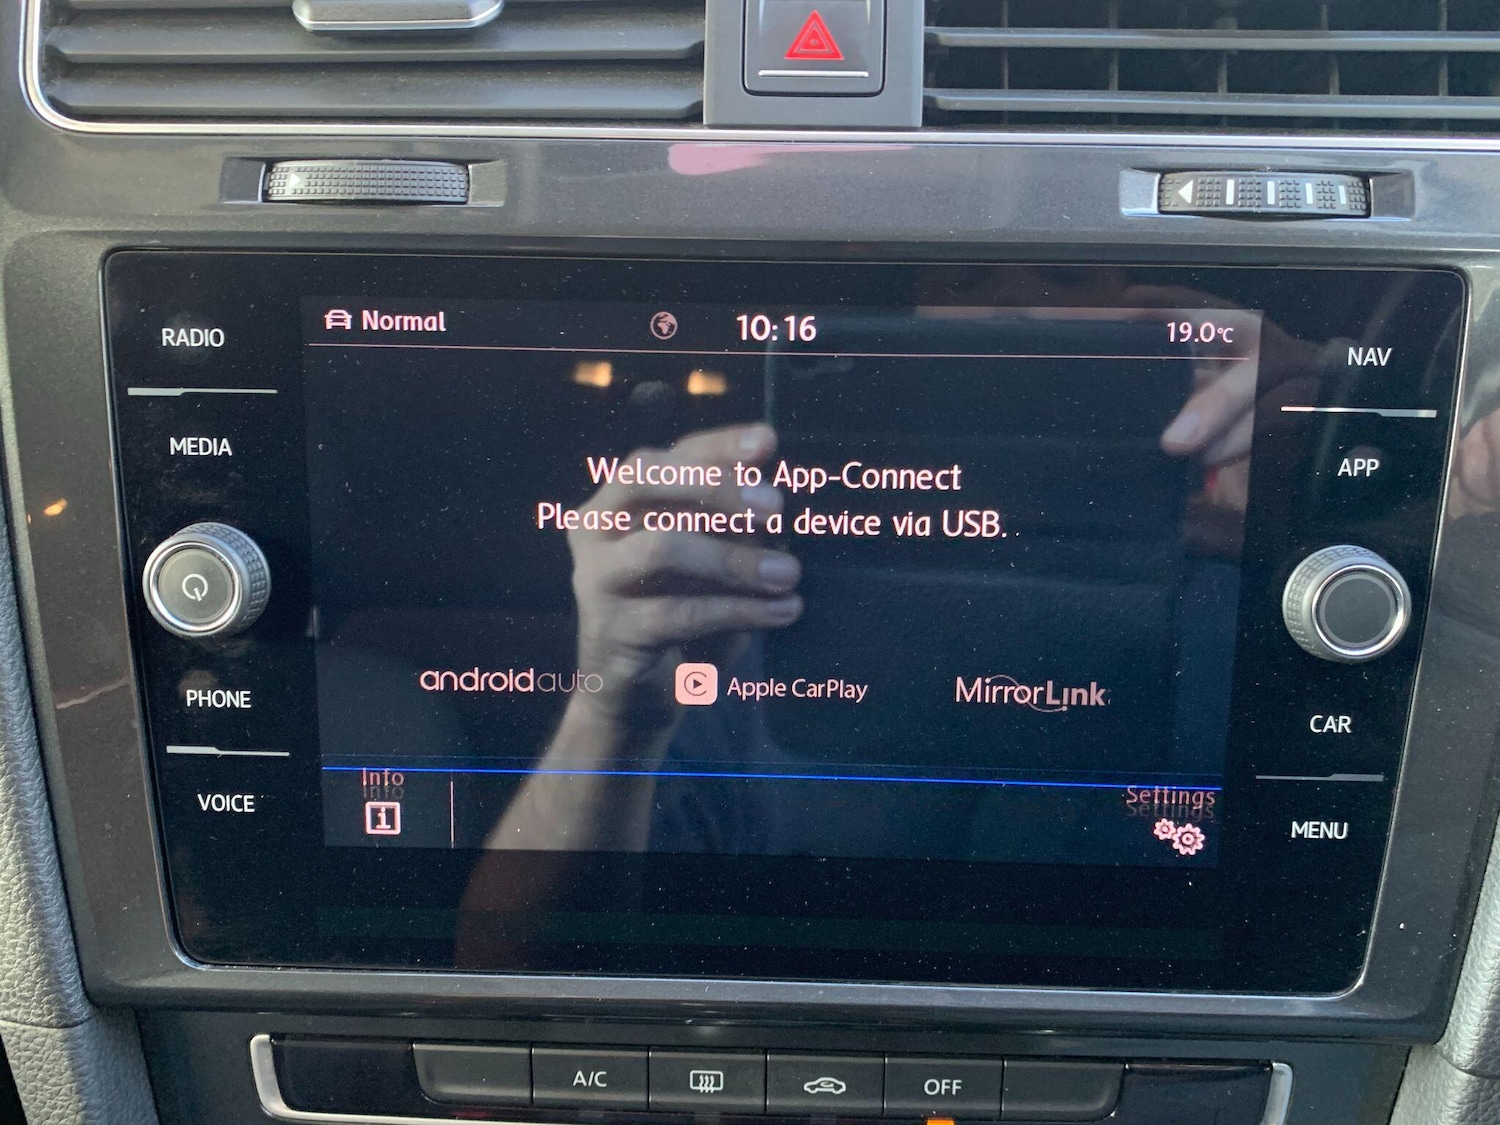 RADIO
MEDIA
PHONE
VOICE
Normal
10:16
19.0°C
Welcome to App-Connect
Please connect a device via USB.
androidauto
Apple CarPlay
MirrorLink
Info
Settings
NAV
APP
CAR
MENU
A/C
OFF